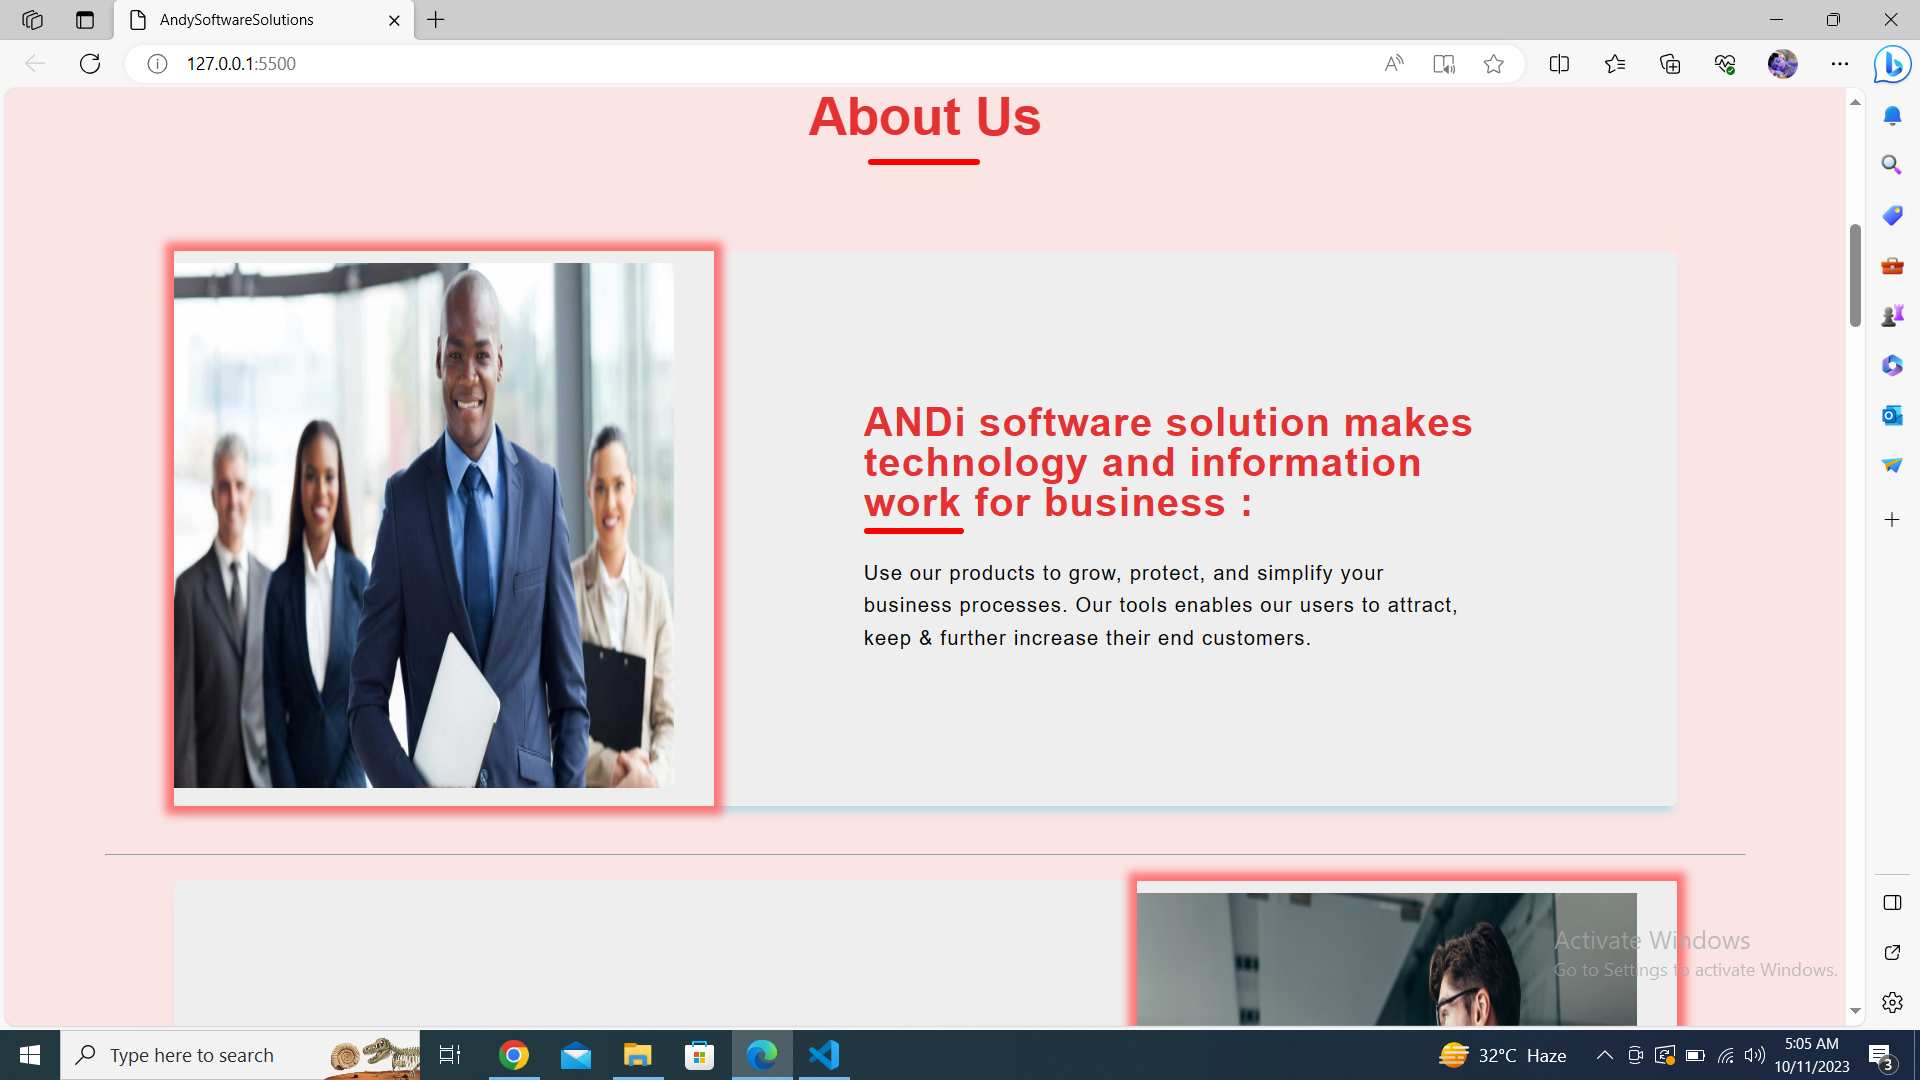 AndySoftwareSolutions
127.0.0.1:5500
About Us
ANDi software solution makes
technology and information
work for business :
Use our products to grow, protect, and simplify your
business processes. Our tools enables our users to attract,
keep & further increase their end customers.
Activate Windows
Go to Settings to activate Windows.
Type here to search
32°C Haze
5:05 AM
10/11/2023
3